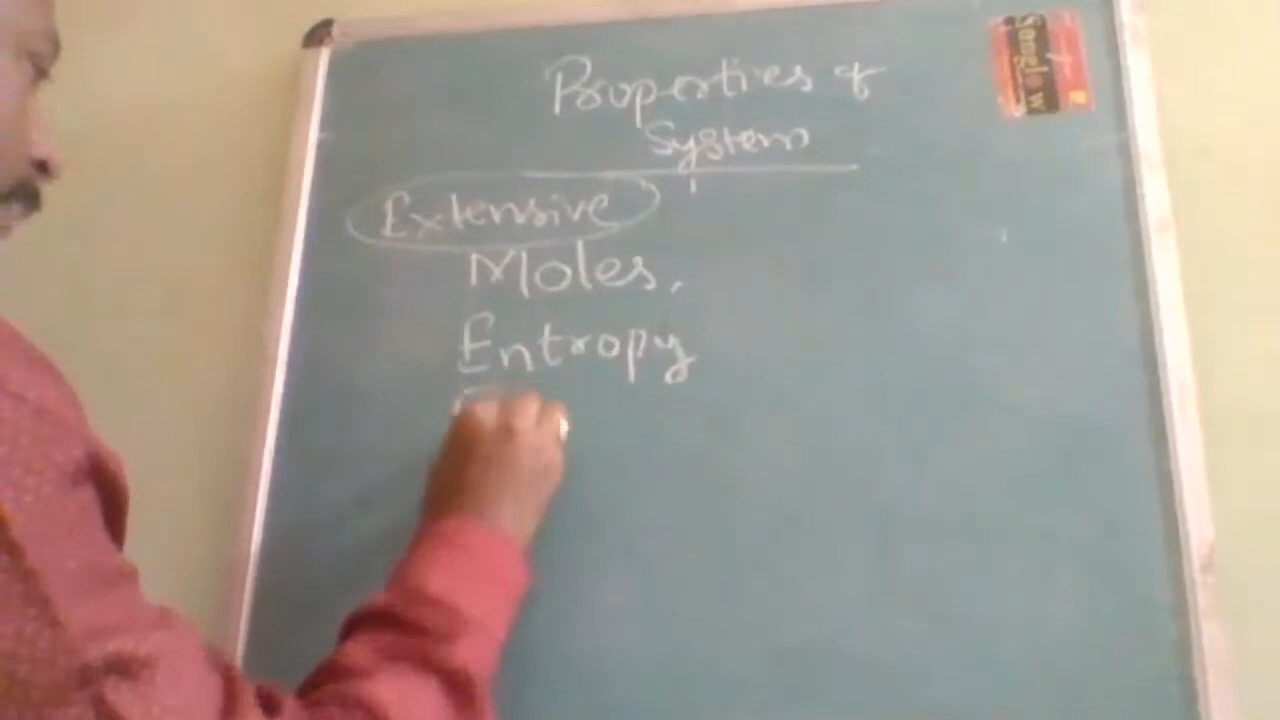 Properties of
System
Extensive
Moles,
Entropy